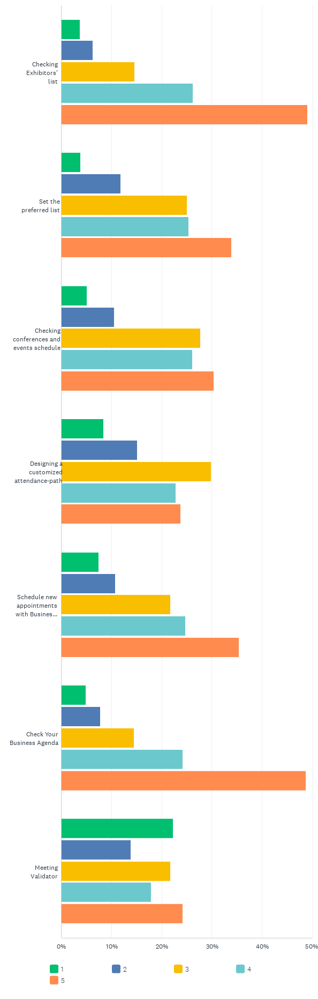 Checking
Exhibitors'
list
Set the
preferred list
Checking
conferences and
events schedule
Designing a
customized
attendance-path
Schedule new
appointments
with Busines...
Check Your
Business Agenda
Meeting
Validator
0% 10% 20% 30% 40% 50%
1 2 3 4
5